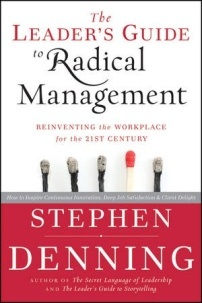 The
LEADER'S GUIDE
to Radical
Management
REINVENTING THE WORKPLACE
for the 21ST CENTURY
How to Inspire Continuous Innovation, Deep Job Satisfaction & Client Delight
STEPHEN
DENNING
AUTHOR OF The Secret Language of Leadership
AND The Leader's Guide to Storytelling